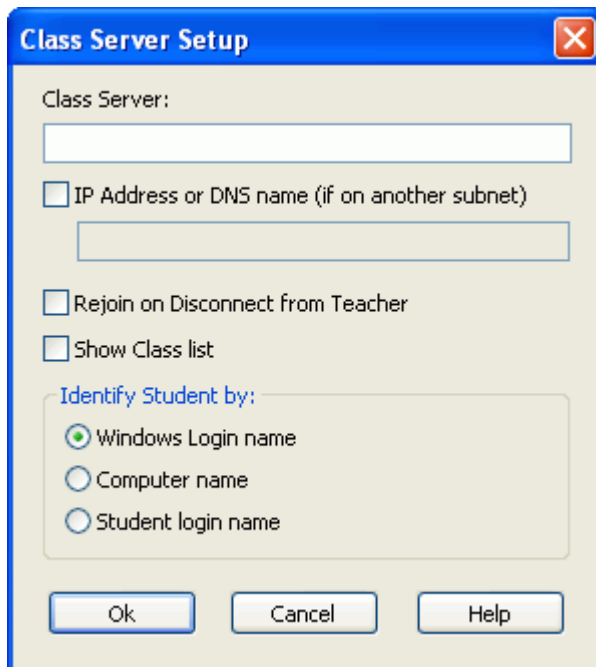 Class Server Setup
Class Server:
IP Address or DNS name (if on another subnet)
Rejoin on Disconnect from Teacher
Show Class list
Identify Student by:
Windows Login name
Computer name
Student login name
Ok Cancel Help